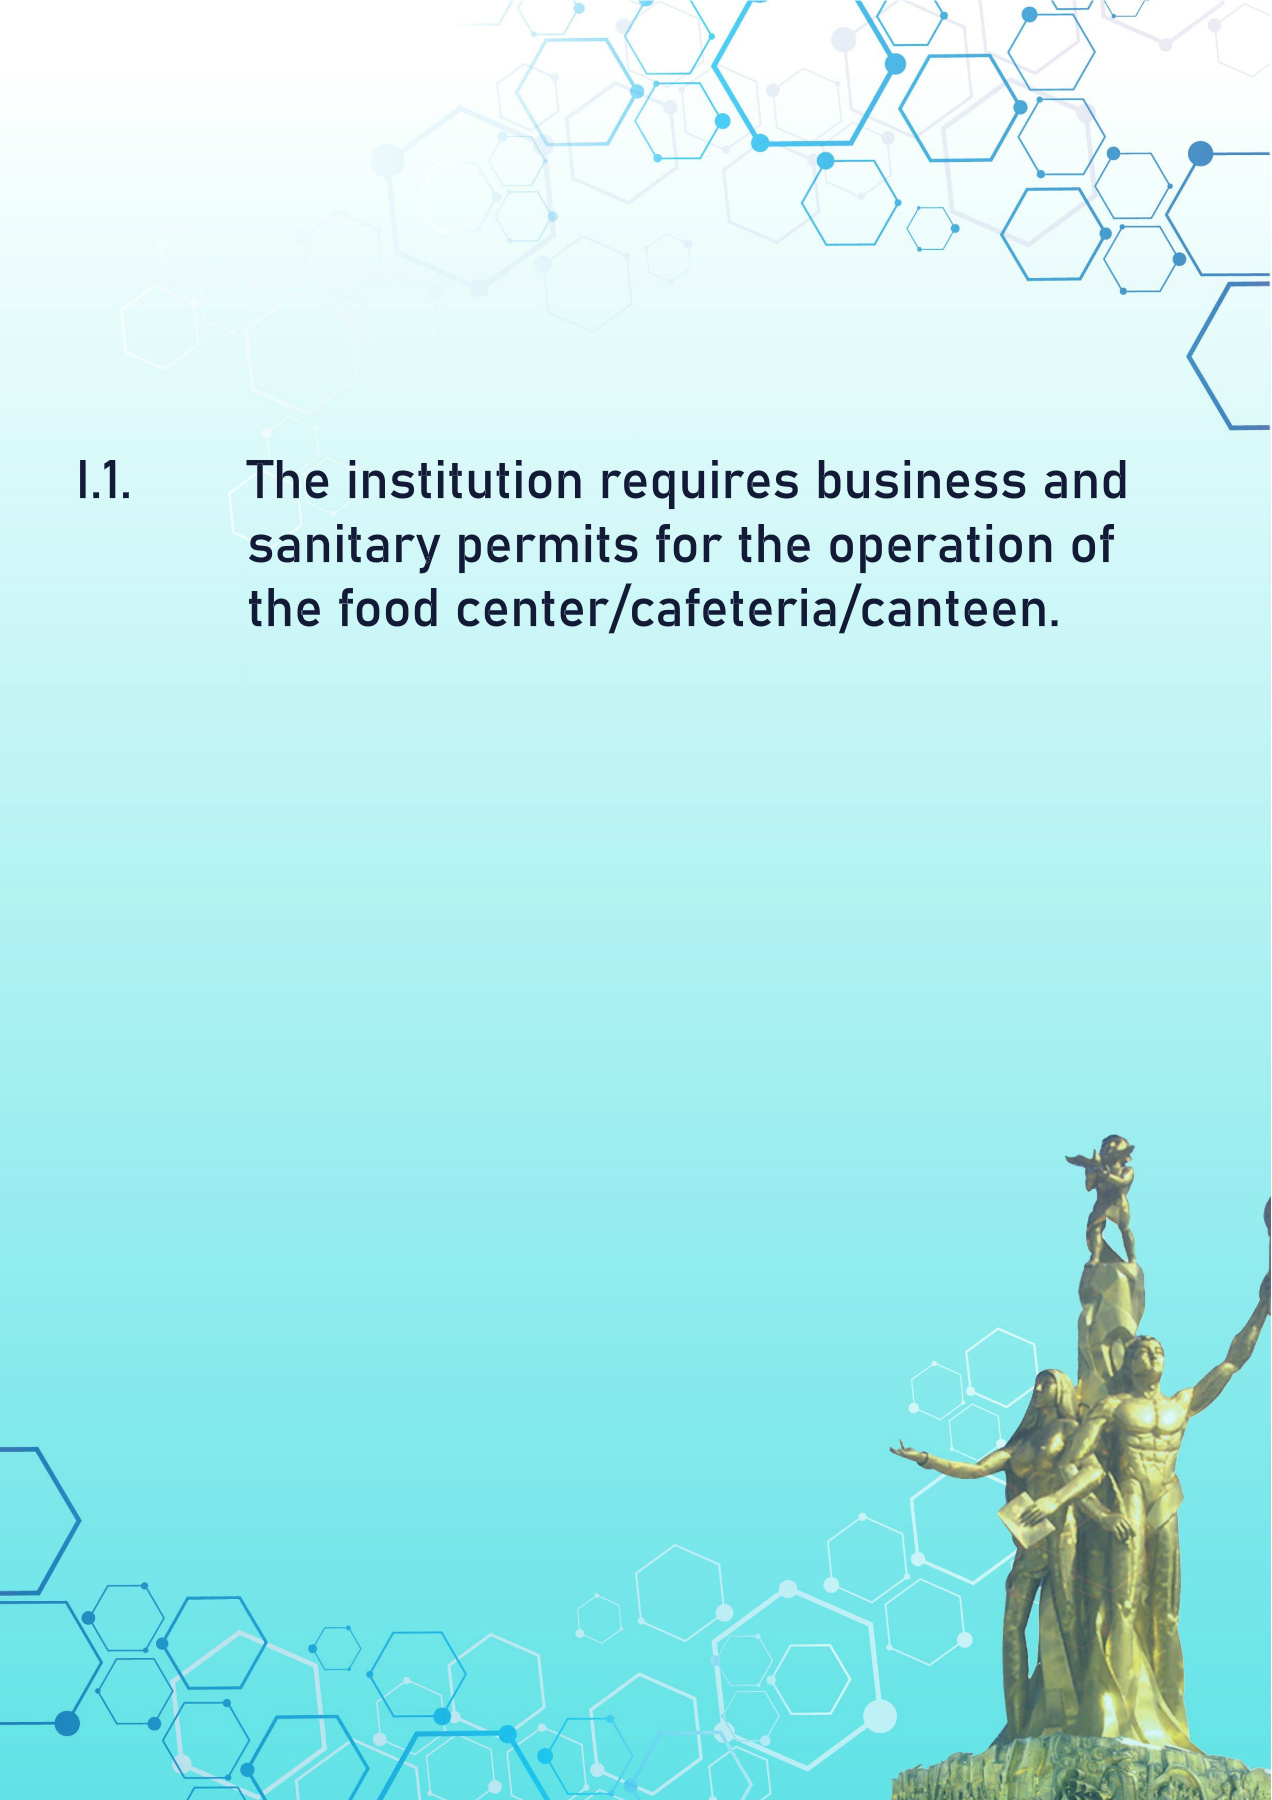 I.1. The institution requires business and
sanitary permits for the operation of
the food center/cafeteria/canteen.